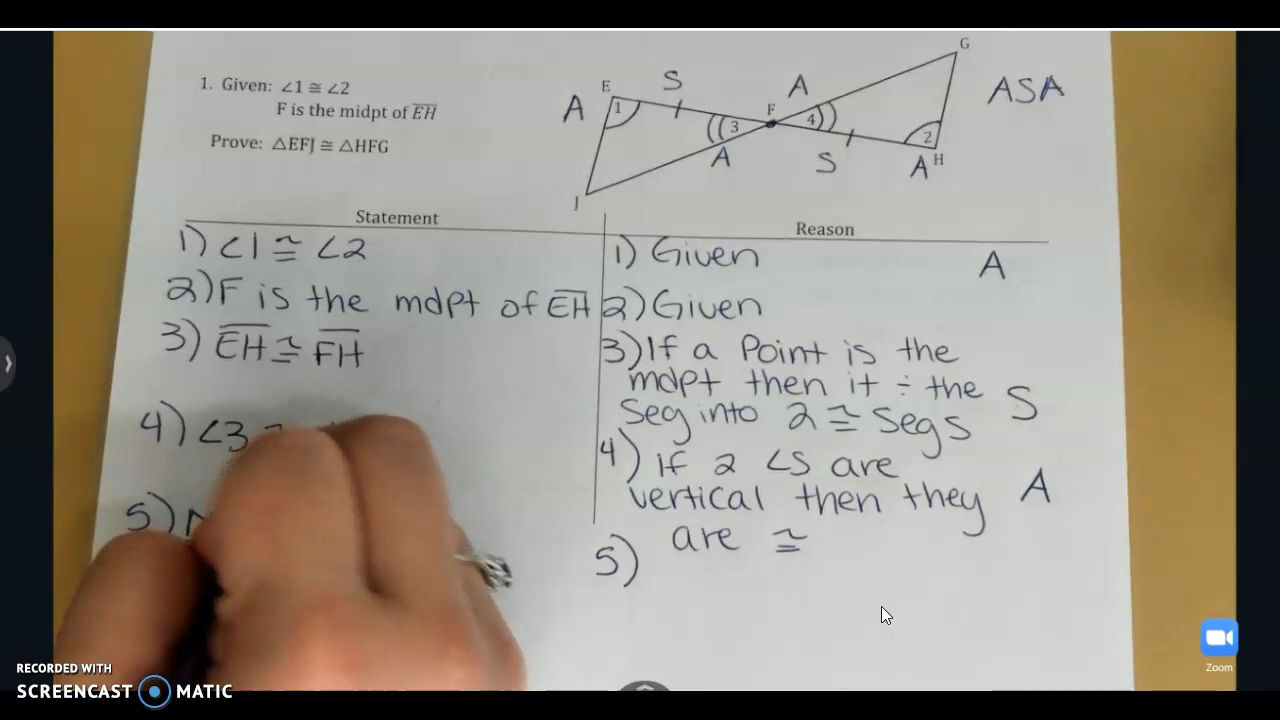 1. Given: ∠1 ≅ ∠2
F is the midpt of EH
Prove: △EFJ ≅ △HFG
E
S
A
G
ASA
A
1
F
3
4
2
A
S
A
H
J
Statement
Reason
1) ∠1 ≅ ∠2
1) Given
A
2) F is the mdpt of EH
2) Given
3) EH ≅ FH
3) If a Point is the
mdpt then it ÷ the
Seg into 2 ≅ Segs
S
4) ∠3
4) If 2 ∠s are
vertical then they
are ≅
A
5)
5)
Zoom
RECORDED WITH
SCREENCAST MATIC